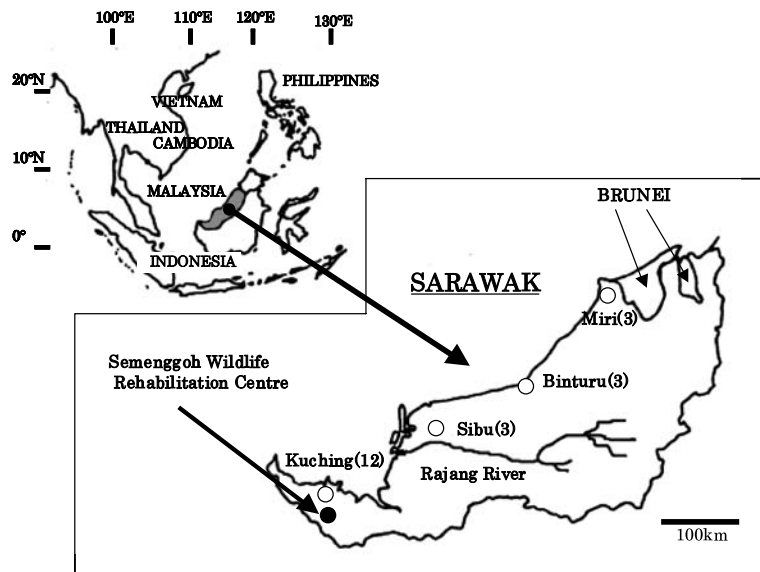 100°E 110°E 120°E 130°E
20°N
10°N
0°
PHILIPPINES
VIETNAM
THAILAND
CAMBODIA
MALAYSIA
INDONESIA
BRUNEI
SARAWAK
Miri(3)
Semenggoh Wildlife
Rehabilitation Centre
Binturu(3)
Sibu(3)
Kuching(12)
Rajang River
100km